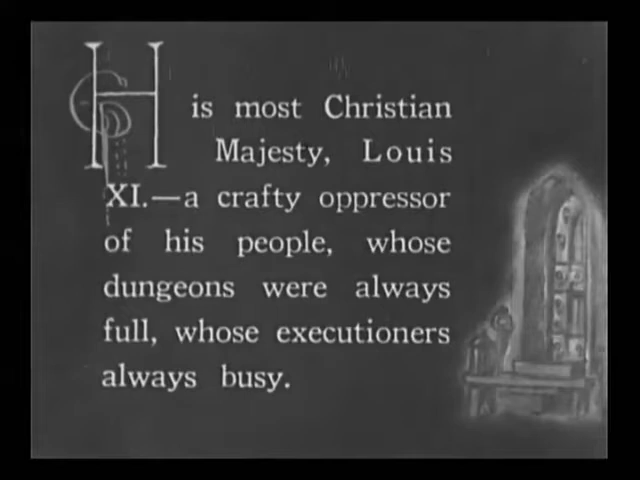 His most Christian
Majesty, Louis
XI.—a crafty oppressor
of his people, whose
dungeons were always
full, whose executioners
always busy.